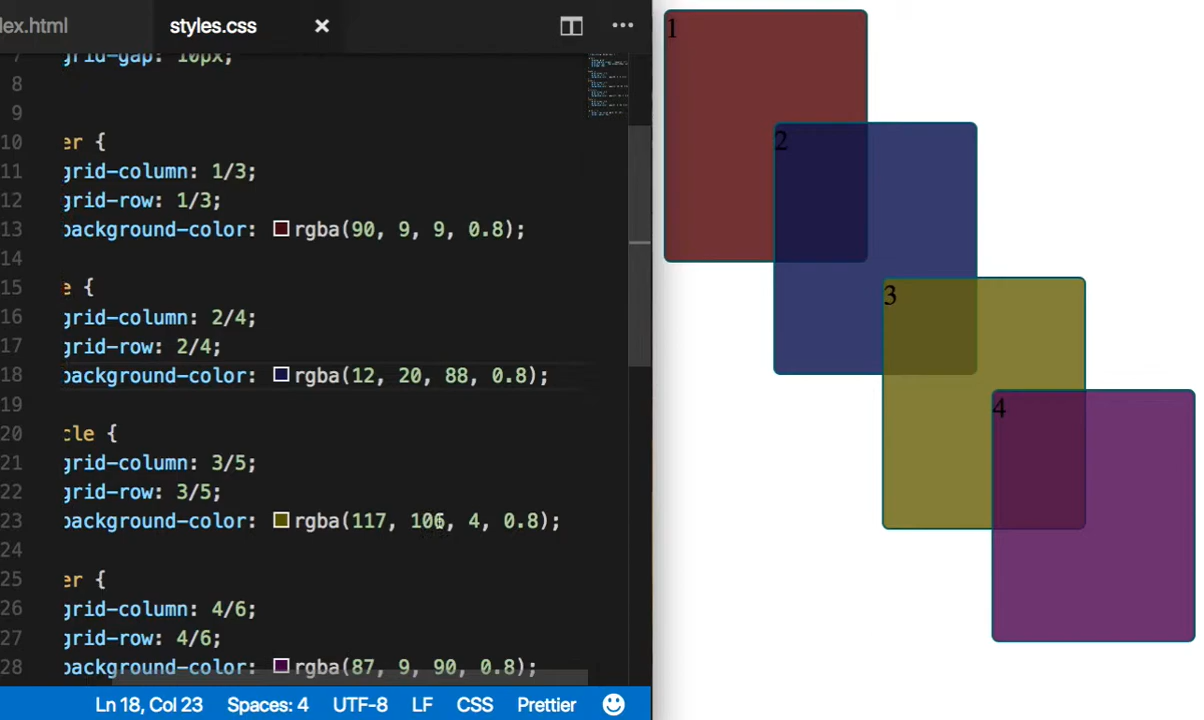 ex.html
styles.css
7 grid-gap: 10px;
8
9
10 er {
11 grid-column: 1/3;
12 grid-row: 1/3;
13 background-color: rgba(90, 9, 9, 0.8);
14
15 e {
16 grid-column: 2/4;
17 grid-row: 2/4;
18 background-color: rgba(12, 20, 88, 0.8);
19
20 cle {
21 grid-column: 3/5;
22 grid-row: 3/5;
23 background-color: rgba(117, 106, 4, 0.8);
24
25 er {
26 grid-column: 4/6;
27 grid-row: 4/6;
28 background-color: rgba(87, 9, 90, 0.8);
Ln 18, Col 23 Spaces: 4 UTF-8 LF CSS Prettier
1
2
3
4